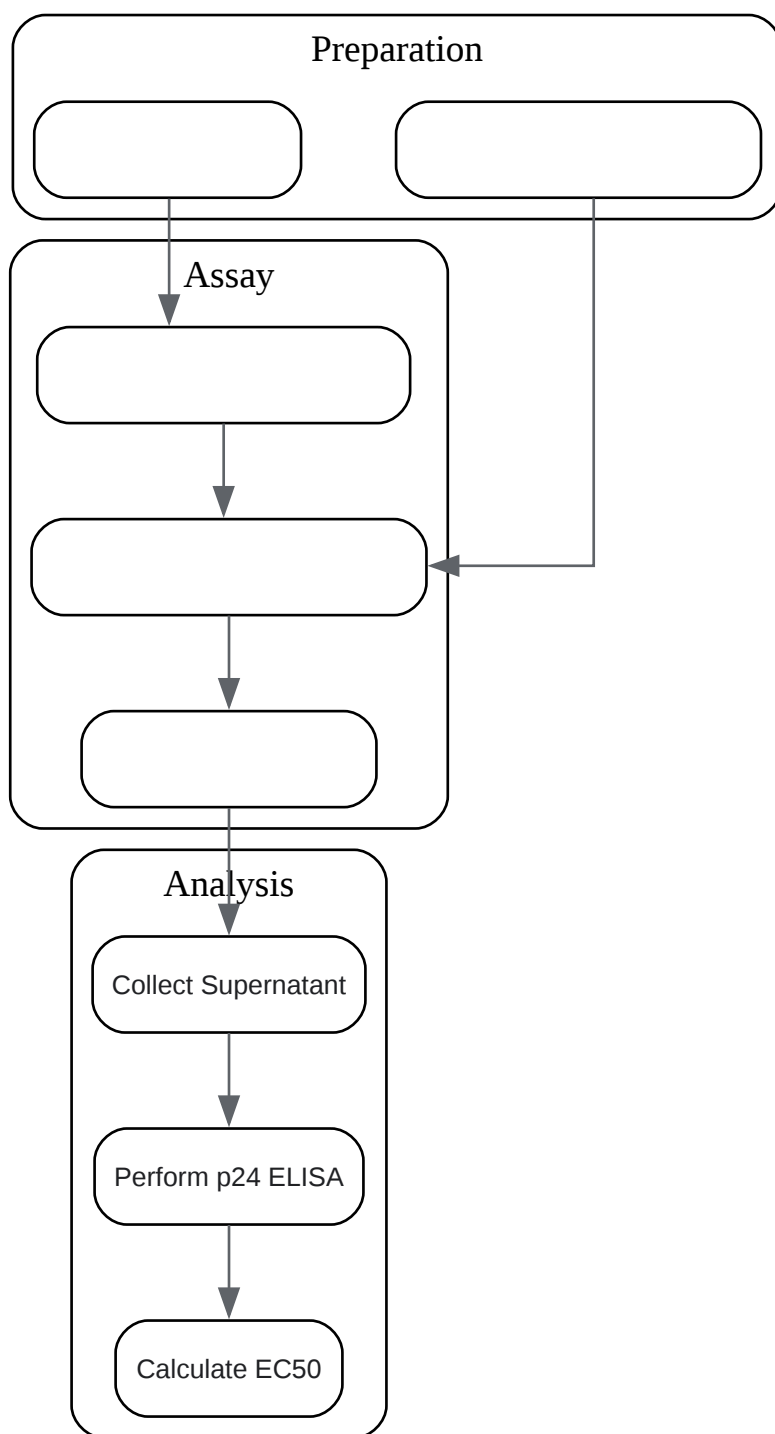 Preparation
Assay
Analysis
Collect Supernatant
Perform p24 ELISA
Calculate EC50